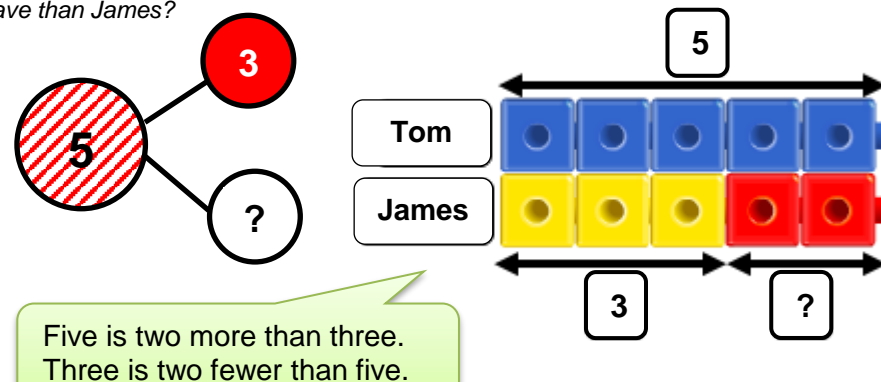 have than James?
3
5
?
5
Tom
James
3
?
Five is two more than three.
Three is two fewer than five.